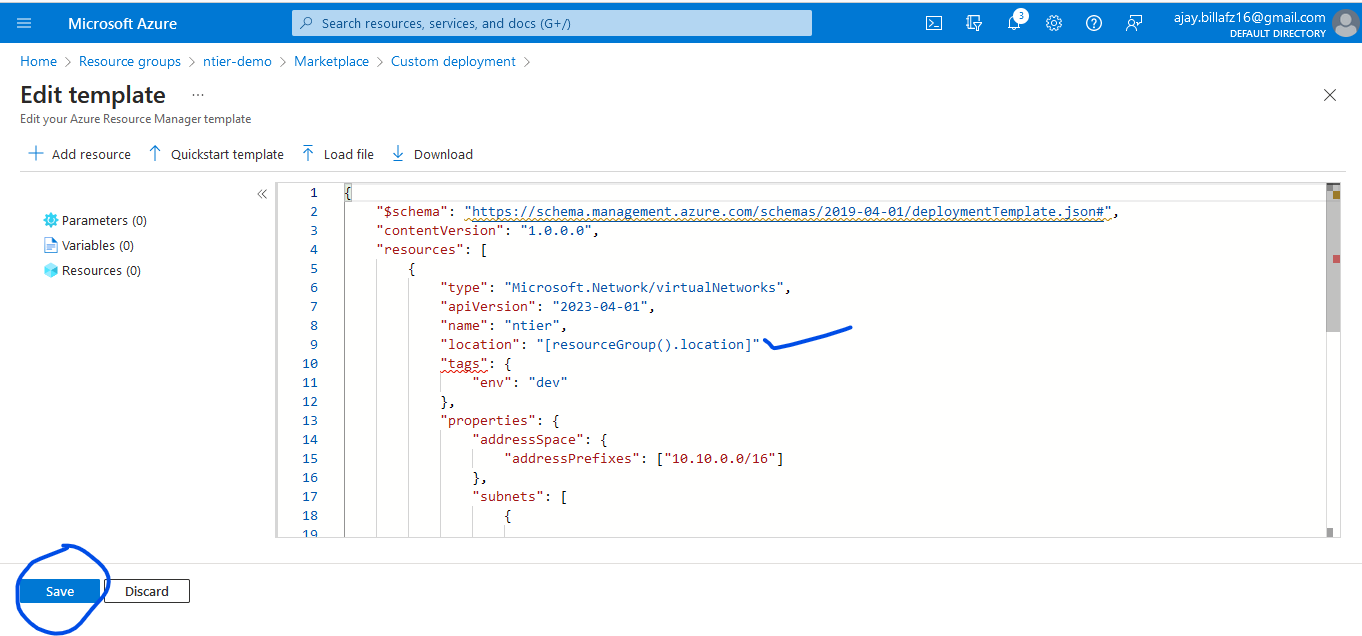 Microsoft Azure
Search resources, services, and docs (G+/)
3
ajay.billafz16@gmail.com
DEFAULT DIRECTORY
Home > Resource groups > ntier-demo > Marketplace > Custom deployment >
Edit template ...
Edit your Azure Resource Manager template
Add resource Quickstart template Load file Download
Parameters (0)
Variables (0)
Resources (0)
1 {
2 "$schema": "https://schema.management.azure.com/schemas/2019-04-01/deploymentTemplate.json#",
3 "contentVersion": "1.0.0.0",
4 "resources": [
5 {
6 "type": "Microsoft.Network/virtualNetworks",
7 "apiVersion": "2023-04-01",
8 "name": "ntier",
9 "location": "[resourceGroup().location]"
10 "tags": {
11 "env": "dev"
12 },
13 "properties": {
14 "addressSpace": {
15 "addressPrefixes": ["10.10.0.0/16"]
16 },
17 "subnets": [
18 {
19
Save Discard